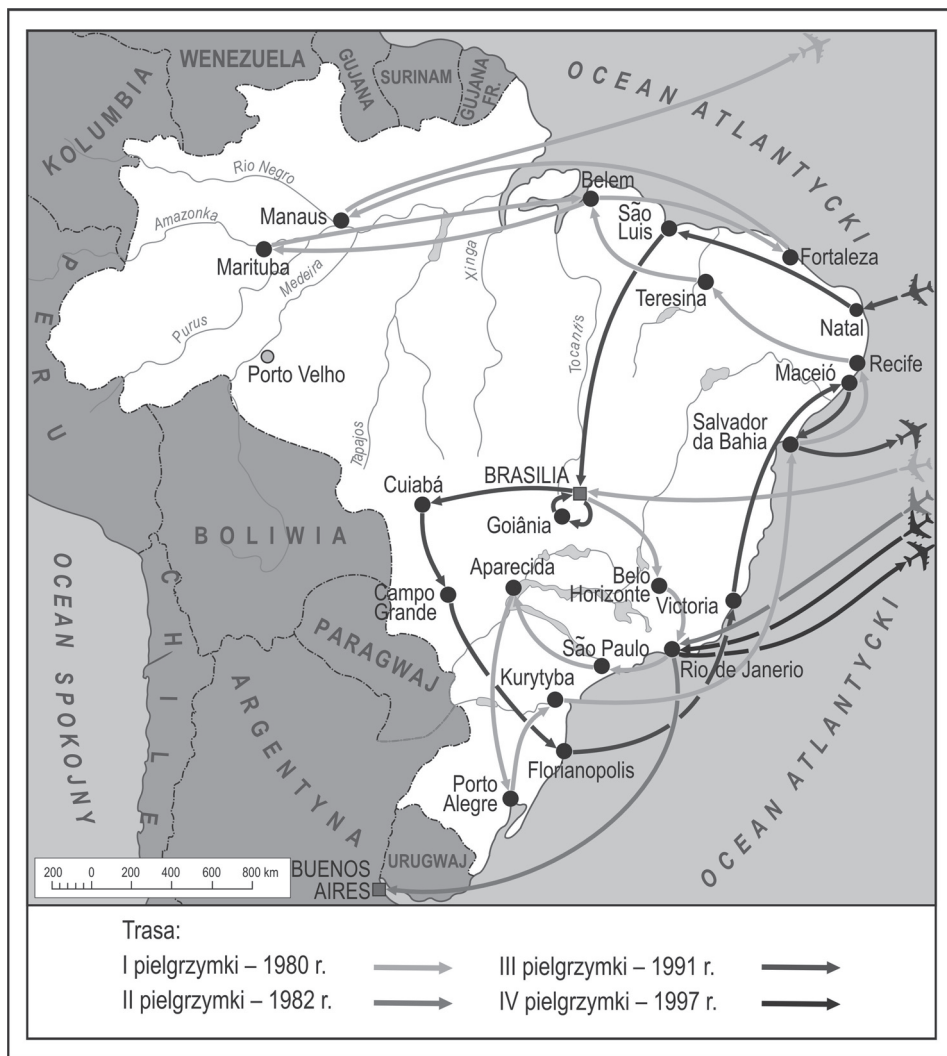 OCEAN ATLANTYCKI
WENEZUELA
GUJANA
SURINAM
GUJANA
FR.
KOLUMBIA
Rio Negro
Belem
Manaus
São
Luis
Amazonka
Fortaleza
Marituba
Medeira
Xinga
Teresina
PERU
Natal
Purus
Tocantis
Recife
Porto Velho
Maceió
Salvador
da Bahia
Tapajos
BRASILIA
Cuiabá
Goiânia
BOLIWIA
Aparecida
Belo
Horizonte
Campo
Grande
Victoria
OCEAN SPOKOJNY
CHILE
PARAGWAJ
São Paulo
Rio de Janerio
Kurytyba
ARGENTYNA
Florianopolis
OCEAN ATLANTYCKI
Porto
Alegre
URUGWAJ
BUENOS
AIRES
200 0 200 400 600 800 km
Trasa:
I pielgrzymki – 1980 r.
II pielgrzymki – 1982 r.
III pielgrzymki – 1991 r.
IV pielgrzymki – 1997 r.